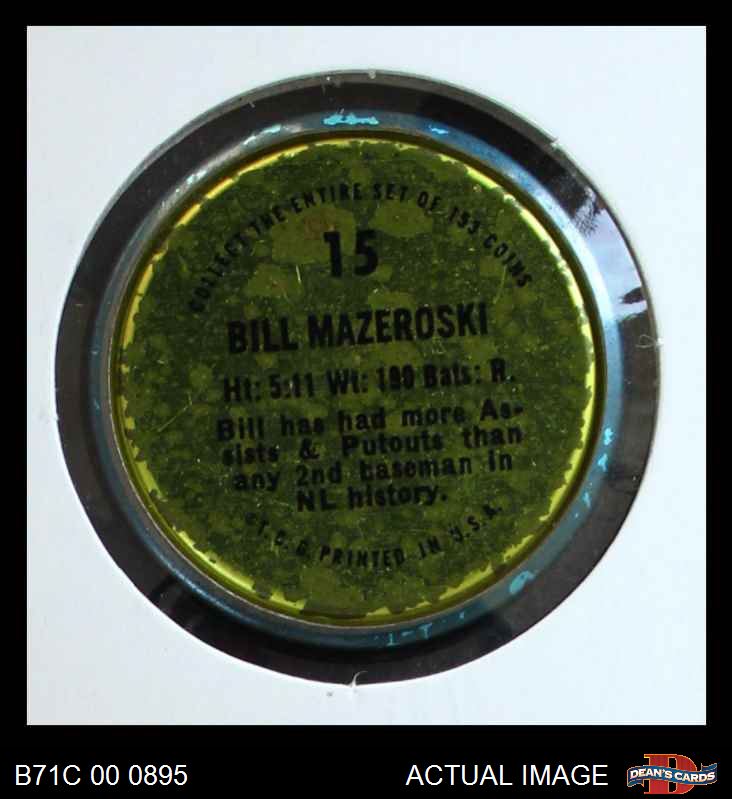 COLLECT THE ENTIRE SET OF 153 COINS
15
BILL MAZEROSKI
Ht: 5:11 Wt: 190 Bats: R.
Bill has had more As-
sists & Putouts than
any 2nd baseman in
NL history.
© T. C. G. PRINTED IN U.S.A.
B71C 00 0895
ACTUAL IMAGE
D
DEAN'S CARDS